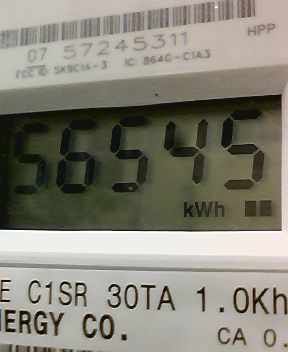 HPP
07 57245311
FCC ID: SK9C1A-3 IC: 864G-C1A3
56545
kWh
E C1SR 30TA 1.0Kh
NERGY CO.
CA 0.